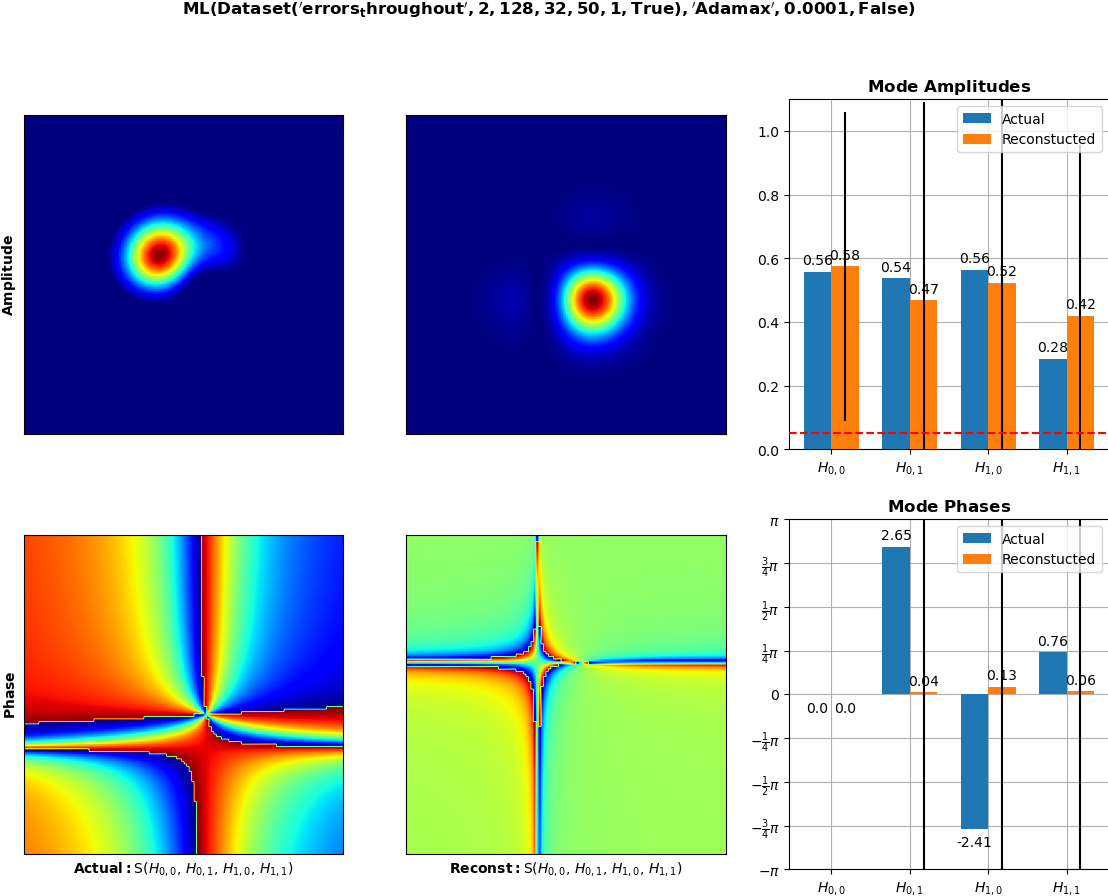 ML(Dataset('errors_throughout', 2, 128, 32, 50, 1, True), 'Adamax', 0.0001, False)
Mode Amplitudes
Amplitude
1.0
0.8
0.6
0.4
0.2
0.0
Actual
Reconstucted
0.56
0.58
0.54
0.47
0.56
0.52
0.28
0.42
H0,0
H0,1
H1,0
H1,1
Mode Phases
Phase
π
3/4π
1/2π
1/4π
0
−1/4π
−1/2π
−3/4π
−π
Actual
Reconstucted
0.0
0.0
2.65
0.04
-2.41
0.13
0.76
0.06
H0,0
H0,1
H1,0
H1,1
Actual: S(H0,0, H0,1, H1,0, H1,1)
Reconst: S(H0,0, H0,1, H1,0, H1,1)